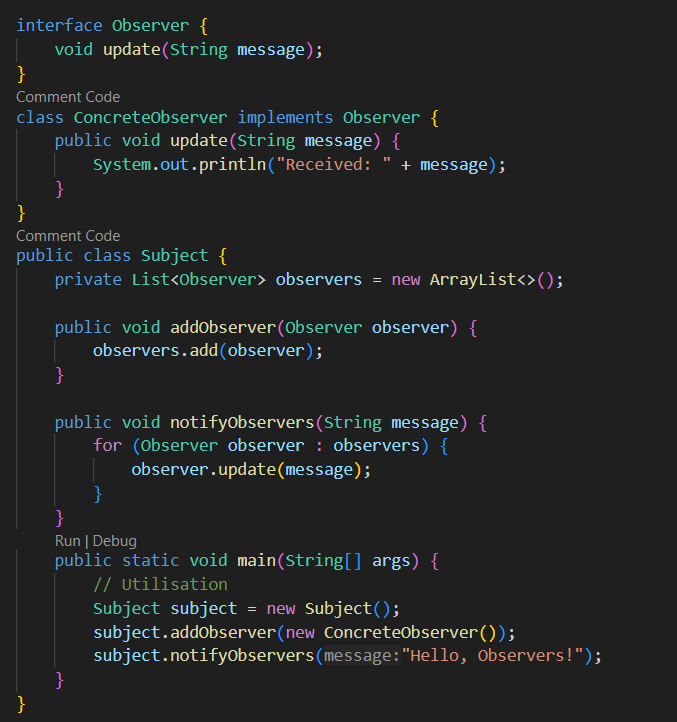 interface Observer {
    void update(String message);
}
Comment Code
class ConcreteObserver implements Observer {
    public void update(String message) {
        System.out.println("Received: " + message);
    }
}
Comment Code
public class Subject {
    private List<Observer> observers = new ArrayList<>();

    public void addObserver(Observer observer) {
        observers.add(observer);
    }

    public void notifyObservers(String message) {
        for (Observer observer : observers) {
            observer.update(message);
        }
    }
    Run | Debug
    public static void main(String[] args) {
        // Utilisation
        Subject subject = new Subject();
        subject.addObserver(new ConcreteObserver());
        subject.notifyObservers(message:"Hello, Observers!");
    }
}